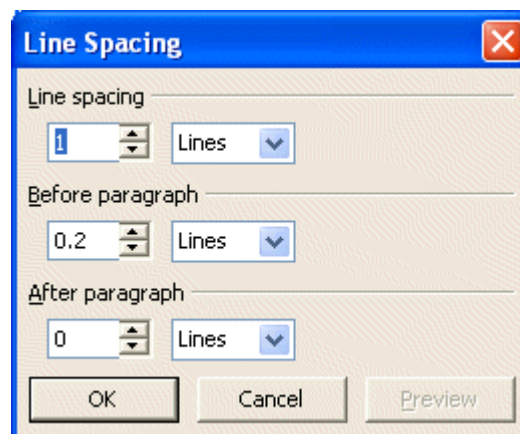 Line Spacing
Line spacing
1 Lines
Before paragraph
0.2 Lines
After paragraph
0 Lines
OK Cancel Preview